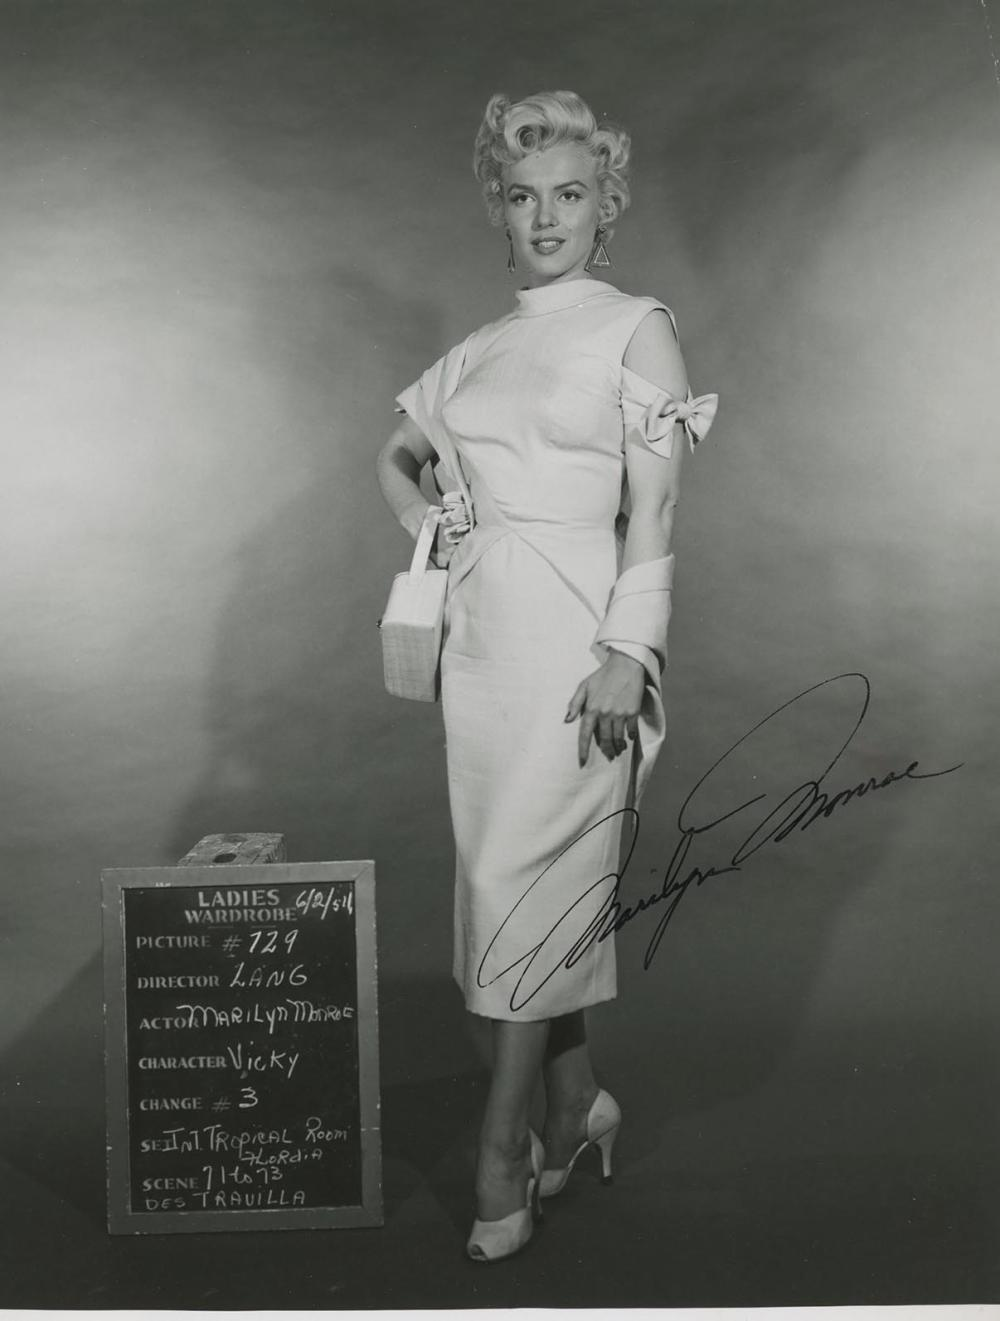 LADIES
WARDROBE 6/2/54
PICTURE # 729
DIRECTOR LANG
ACTOR MARILYN MONROE
CHARACTER VICKY
CHANGE # 3
SET INT. TROPICAL ROOM
FLORDIA
SCENE 71 to 73
DES TRAVILLA
Marilyn Monroe